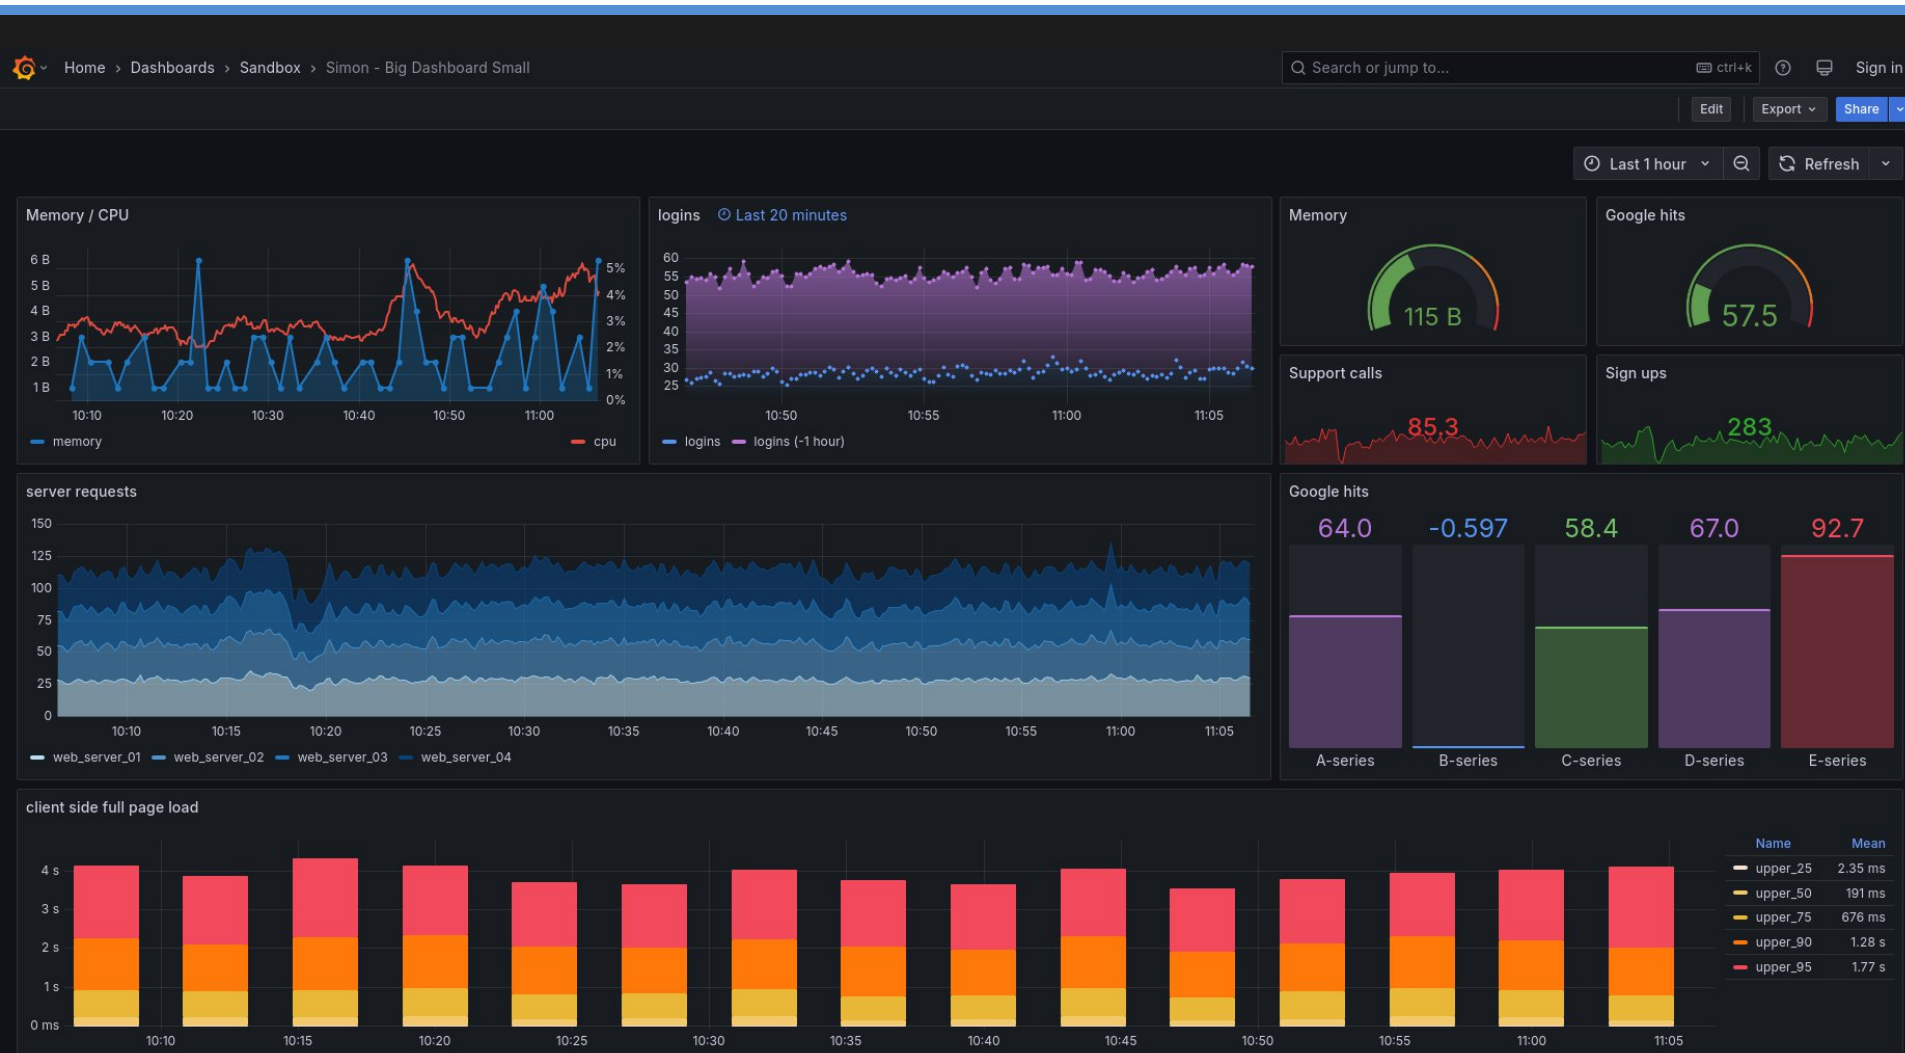 Home › Dashboards › Sandbox › Simon - Big Dashboard Small
Search or jump to... ctrl+k Sign in
Edit Export Share
Last 1 hour Refresh
Memory / CPU
6 B
5 B
4 B
3 B
2 B
1 B
5%
4%
3%
2%
1%
0%
10:10 10:20 10:30 10:40 10:50 11:00
memory cpu
logins Last 20 minutes
60
55
50
45
40
35
30
25
10:50 10:55 11:00 11:05
logins logins (-1 hour)
Memory
115 B
Google hits
57.5
Support calls
85.3
Sign ups
283
server requests
150
125
100
75
50
25
0
10:10 10:15 10:20 10:25 10:30 10:35 10:40 10:45 10:50 10:55 11:00 11:05
web_server_01 web_server_02 web_server_03 web_server_04
Google hits
64.0 -0.597 58.4 67.0 92.7
A-series B-series C-series D-series E-series
client side full page load
4 s
3 s
2 s
1 s
0 ms
10:10 10:15 10:20 10:25 10:30 10:35 10:40 10:45 10:50 10:55 11:00 11:05
Name Mean
upper_25 2.35 ms
upper_50 191 ms
upper_75 676 ms
upper_90 1.28 s
upper_95 1.77 s